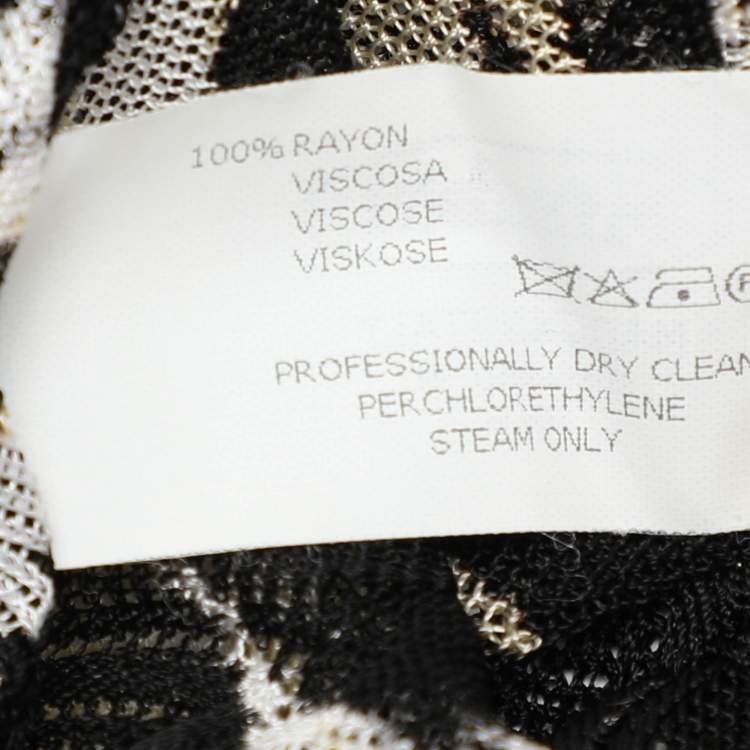 100% RAYON
VISCOSA
VISCOSE
VISKOSE
PROFESSIONALLY DRY CLEAN
PERCHLORETHYLENE
STEAM ONLY